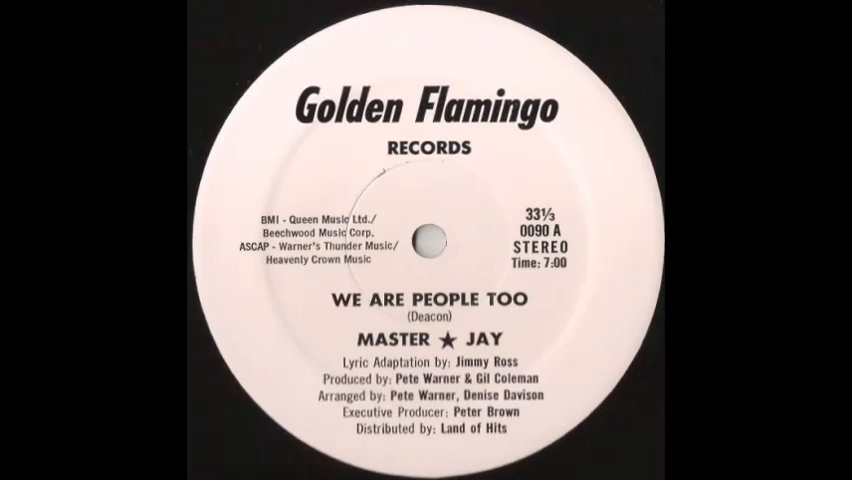 Golden Flamingo
RECORDS
BMI - Queen Music Ltd./
Beechwood Music Corp.
ASCAP - Warner's Thunder Music/
Heavenly Crown Music
33⅓
0090 A
STEREO
Time: 7:00
WE ARE PEOPLE TOO
(Deacon)
MASTER ★ JAY
Lyric Adaptation by: Jimmy Ross
Produced by: Pete Warner & Gil Coleman
Arranged by: Pete Warner, Denise Davison
Executive Producer: Peter Brown
Distributed by: Land of Hits